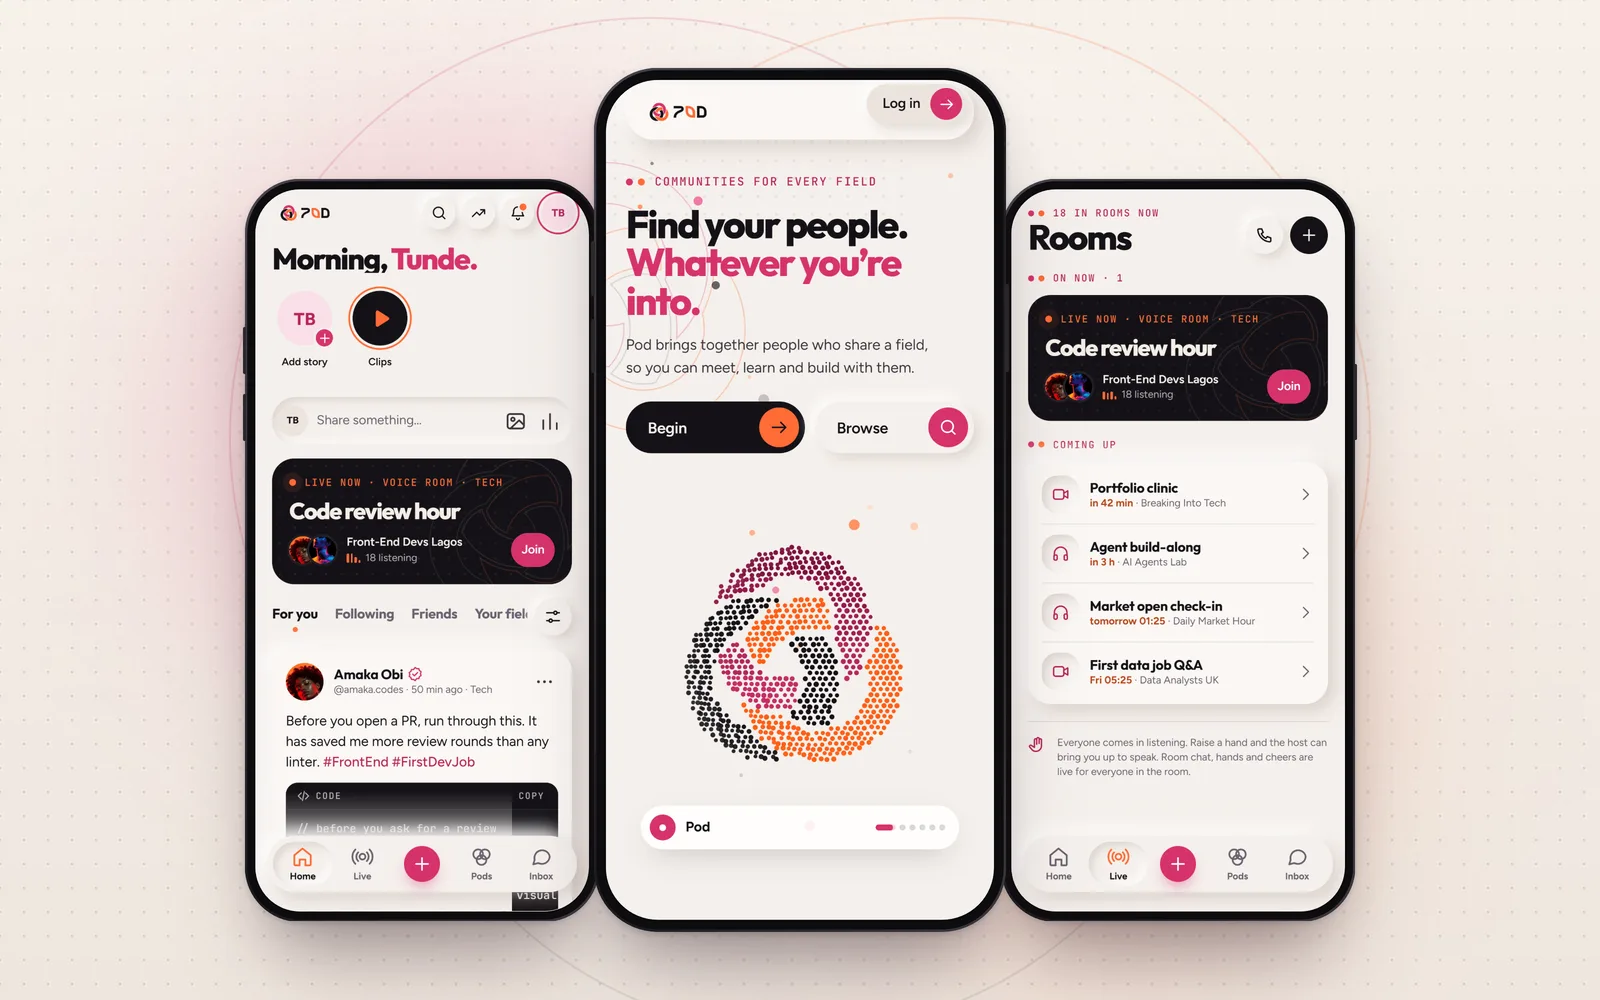 POD
TB
Morning, Tunde.
TB
Add story
Clips
TB
Share something...
LIVE NOW · VOICE ROOM · TECH
Code review hour
Front-End Devs Lagos
18 listening
Join
For you
Following
Friends
Your fiel
Amaka Obi
@amaka.codes · 50 min ago · Tech
Before you open a PR, run through this. It
has saved me more review rounds than any
linter. #FrontEnd #FirstDevJob
CODE
COPY
// before you ask for a review
visual
Home
Live
Pods
Inbox
POD
Log in
COMMUNITIES FOR EVERY FIELD
Find your people.
Whatever you're
into.
Pod brings together people who share a field,
so you can meet, learn and build with them.
Begin
Browse
Pod
18 IN ROOMS NOW
Rooms
ON NOW · 1
LIVE NOW · VOICE ROOM · TECH
Code review hour
Front-End Devs Lagos
18 listening
Join
COMING UP
Portfolio clinic
in 42 min · Breaking Into Tech
Agent build-along
in 3 h · AI Agents Lab
Market open check-in
tomorrow 01:25 · Daily Market Hour
First data job Q&A
Fri 05:25 · Data Analysts UK
Everyone comes in listening. Raise a hand and the host can
bring you up to speak. Room chat, hands and cheers are
live for everyone in the room.
Home
Live
Pods
Inbox